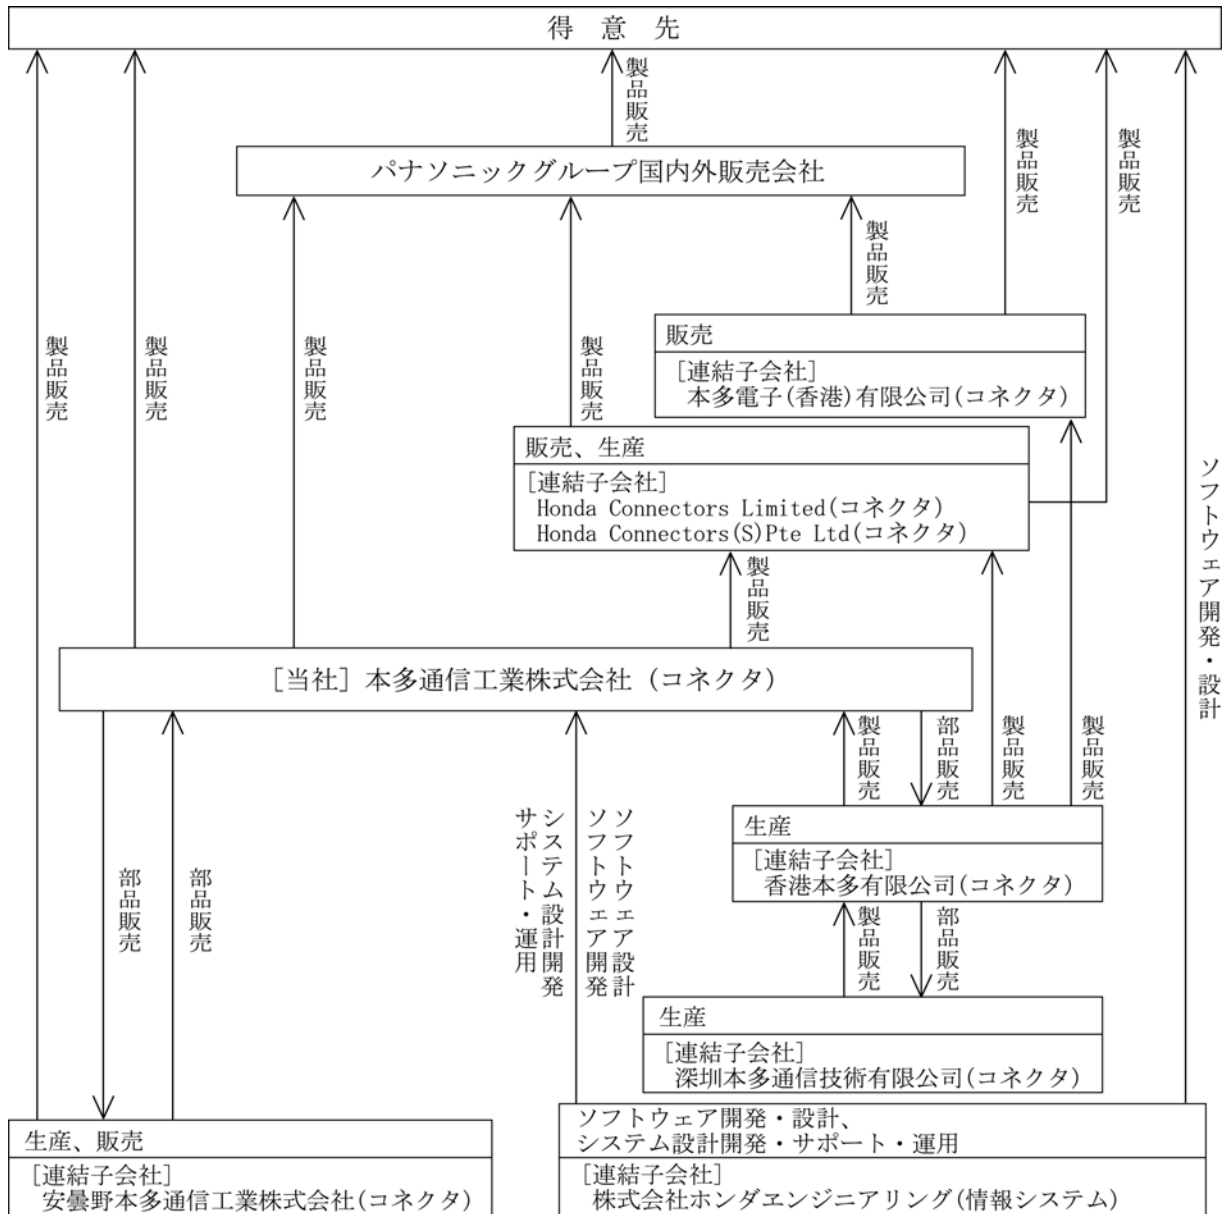 得意先
製品販売
パナソニックグループ国内外販売会社
製品販売
製品販売
製品販売
販売
[連結子会社]
本多電子(香港)有限公司(コネクタ)
製品販売
製品販売
製品販売
製品販売
販売、生産
[連結子会社]
Honda Connectors Limited(コネクタ)
Honda Connectors(S)Pte Ltd(コネクタ)
ソフトウェア開発・設計
製品販売
[当社] 本多通信工業株式会社 (コネクタ)
製品販売
部品販売
製品販売
製品販売
生産
[連結子会社]
香港本多有限公司(コネクタ)
ソフトウェア設計
ソフトウェア開発
システム設計開発
サポート・運用
部品販売
部品販売
製品販売
部品販売
生産
[連結子会社]
深圳本多通信技術有限公司(コネクタ)
生産、販売
[連結子会社]
安曇野本多通信工業株式会社(コネクタ)
ソフトウェア開発・設計、
システム設計開発・サポート・運用
[連結子会社]
株式会社ホンダエンジニアリング(情報システム)